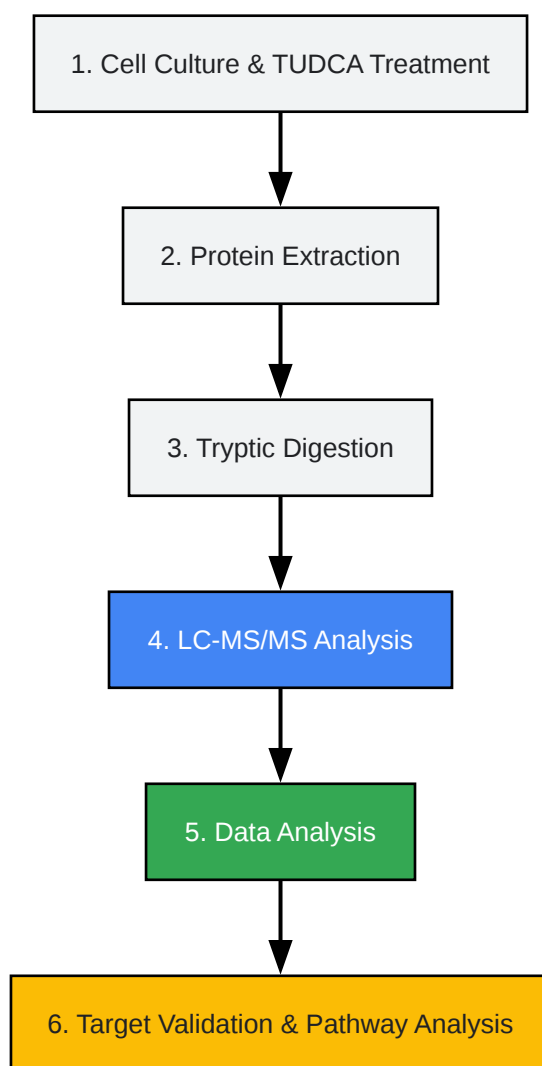 1. Cell Culture & TUDCA Treatment
2. Protein Extraction
3. Tryptic Digestion
4. LC-MS/MS Analysis
5. Data Analysis
6. Target Validation & Pathway Analysis